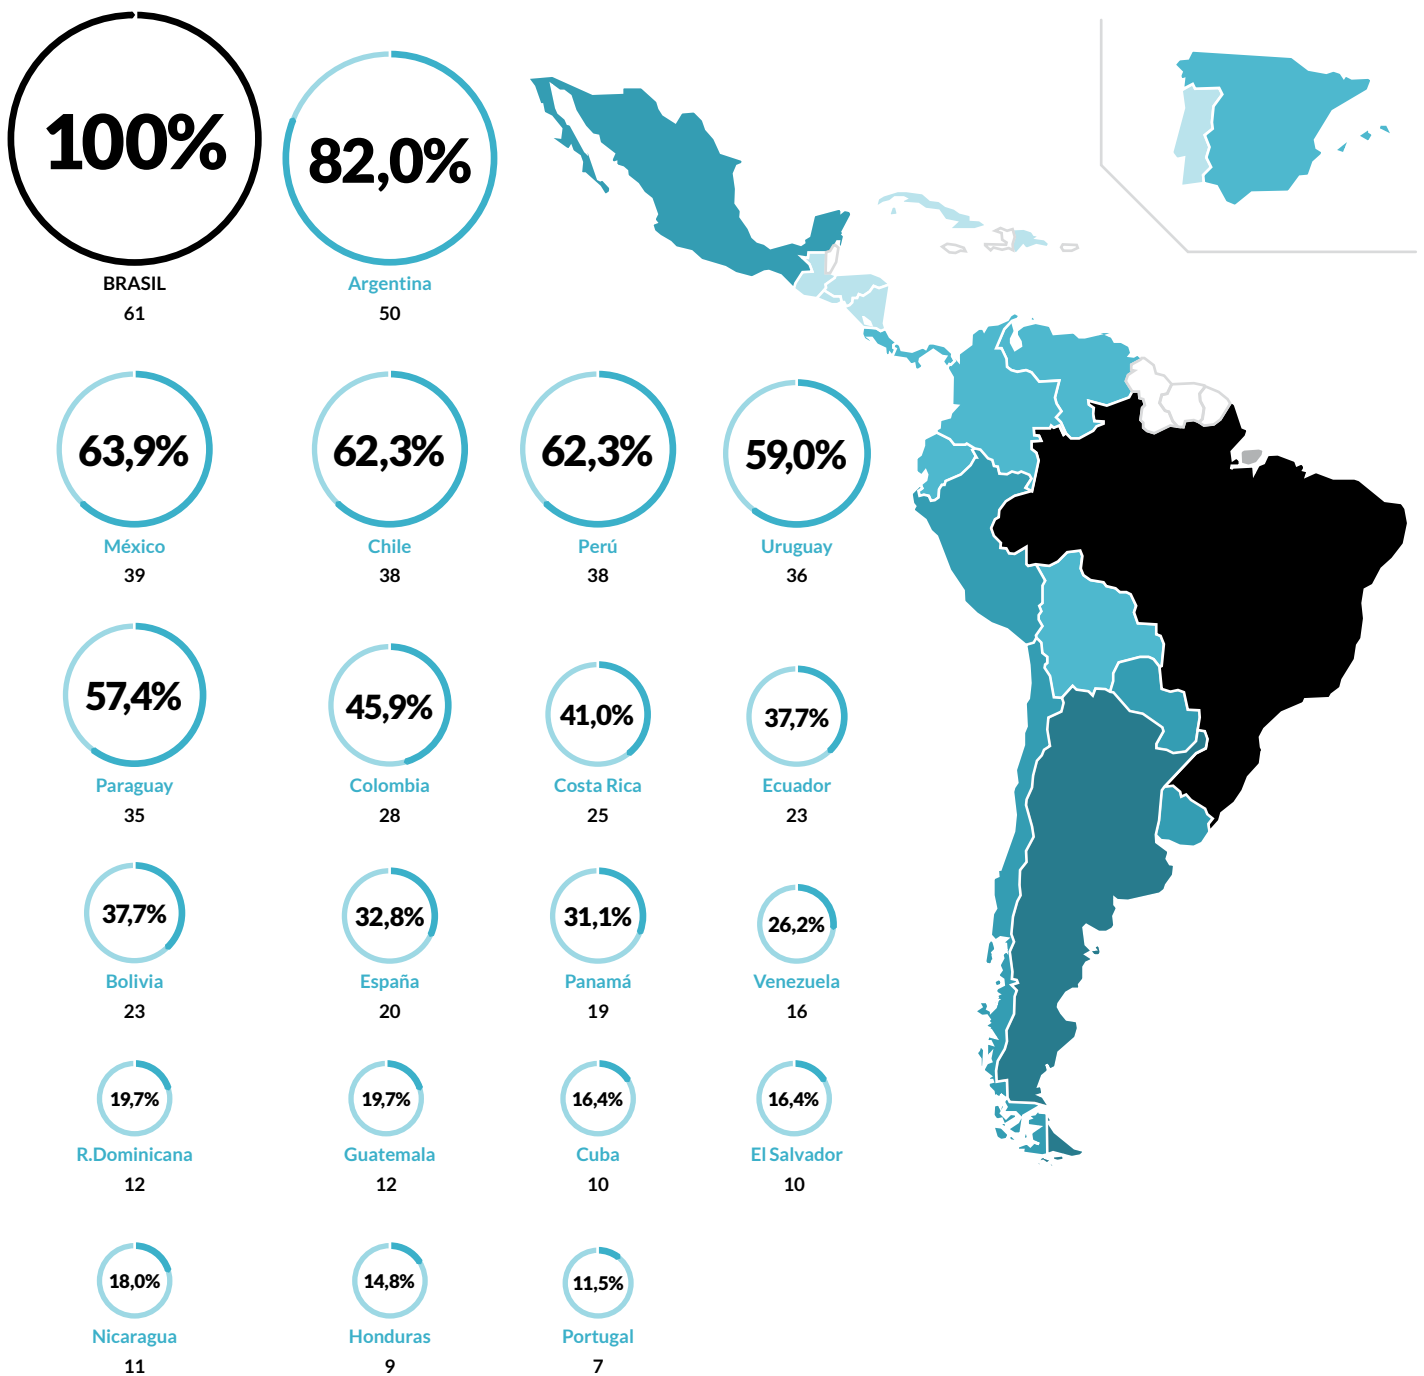 100%
BRASIL
61
82,0%
Argentina
50
63,9%
México
39
62,3%
Chile
38
62,3%
Perú
38
59,0%
Uruguay
36
57,4%
Paraguay
35
45,9%
Colombia
28
41,0%
Costa Rica
25
37,7%
Ecuador
23
37,7%
Bolivia
23
32,8%
España
20
31,1%
Panamá
19
26,2%
Venezuela
16
19,7%
R.Dominicana
12
19,7%
Guatemala
12
16,4%
Cuba
10
16,4%
El Salvador
10
18,0%
Nicaragua
11
14,8%
Honduras
9
11,5%
Portugal
7